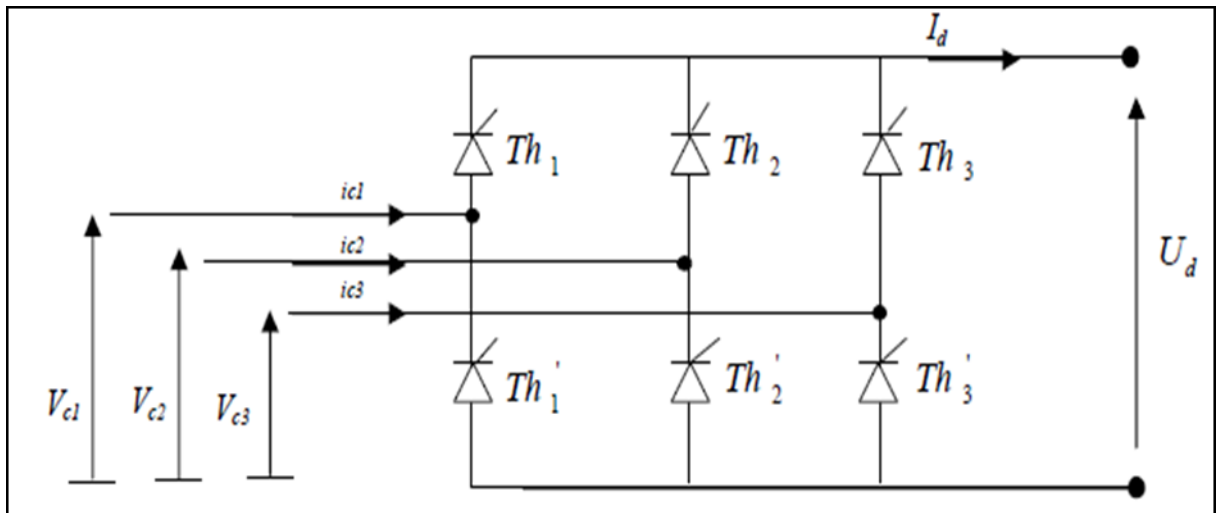 I_d
Th_1
Th_2
Th_3
ic1
ic2
ic3
U_d
V_c1
V_c2
V_c3
Th'_1
Th'_2
Th'_3